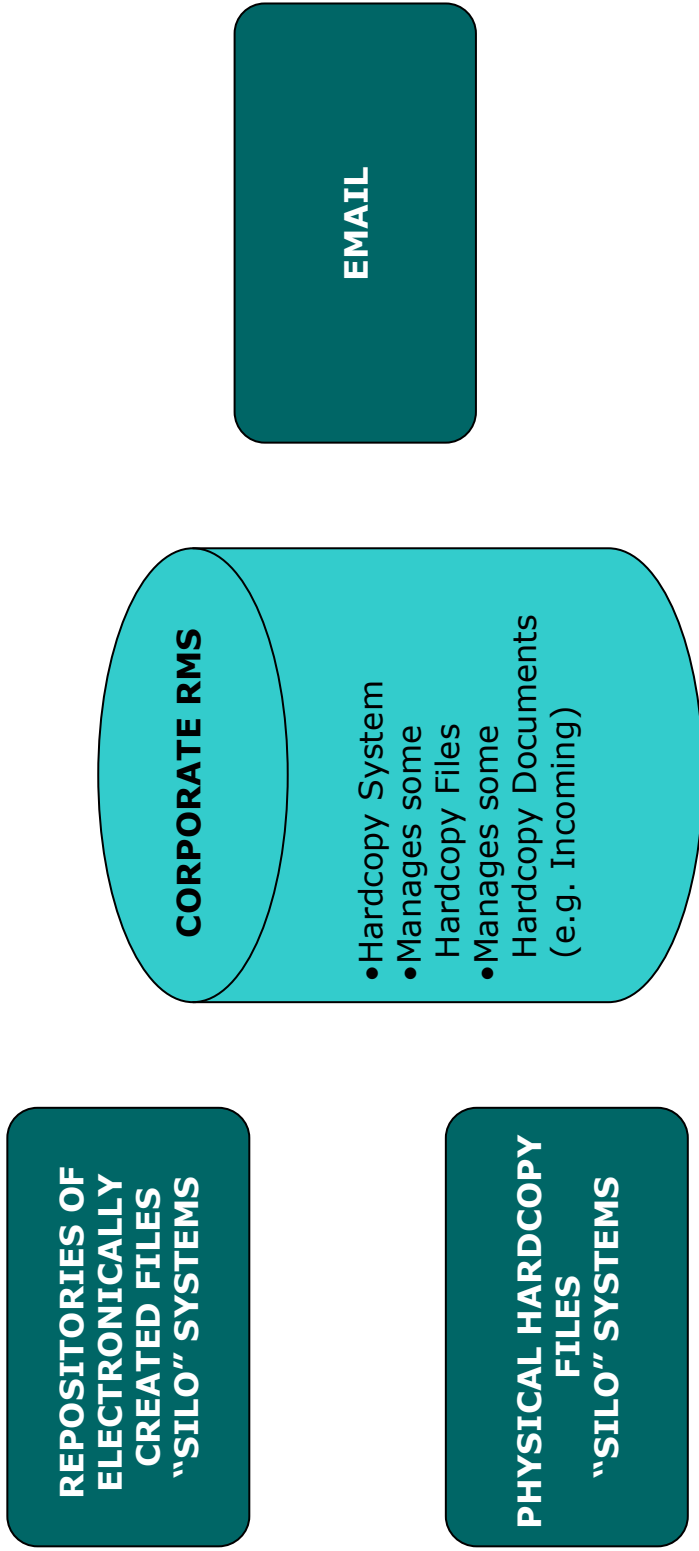 REPOSITORIES OF
ELECTRONICALLY
CREATED FILES
“SILO” SYSTEMS
PHYSICAL HARDCOPY
FILES
“SILO” SYSTEMS
CORPORATE RMS
•Hardcopy System
•Manages some
Hardcopy Files
•Manages some
Hardcopy Documents
(e.g. Incoming)
EMAIL